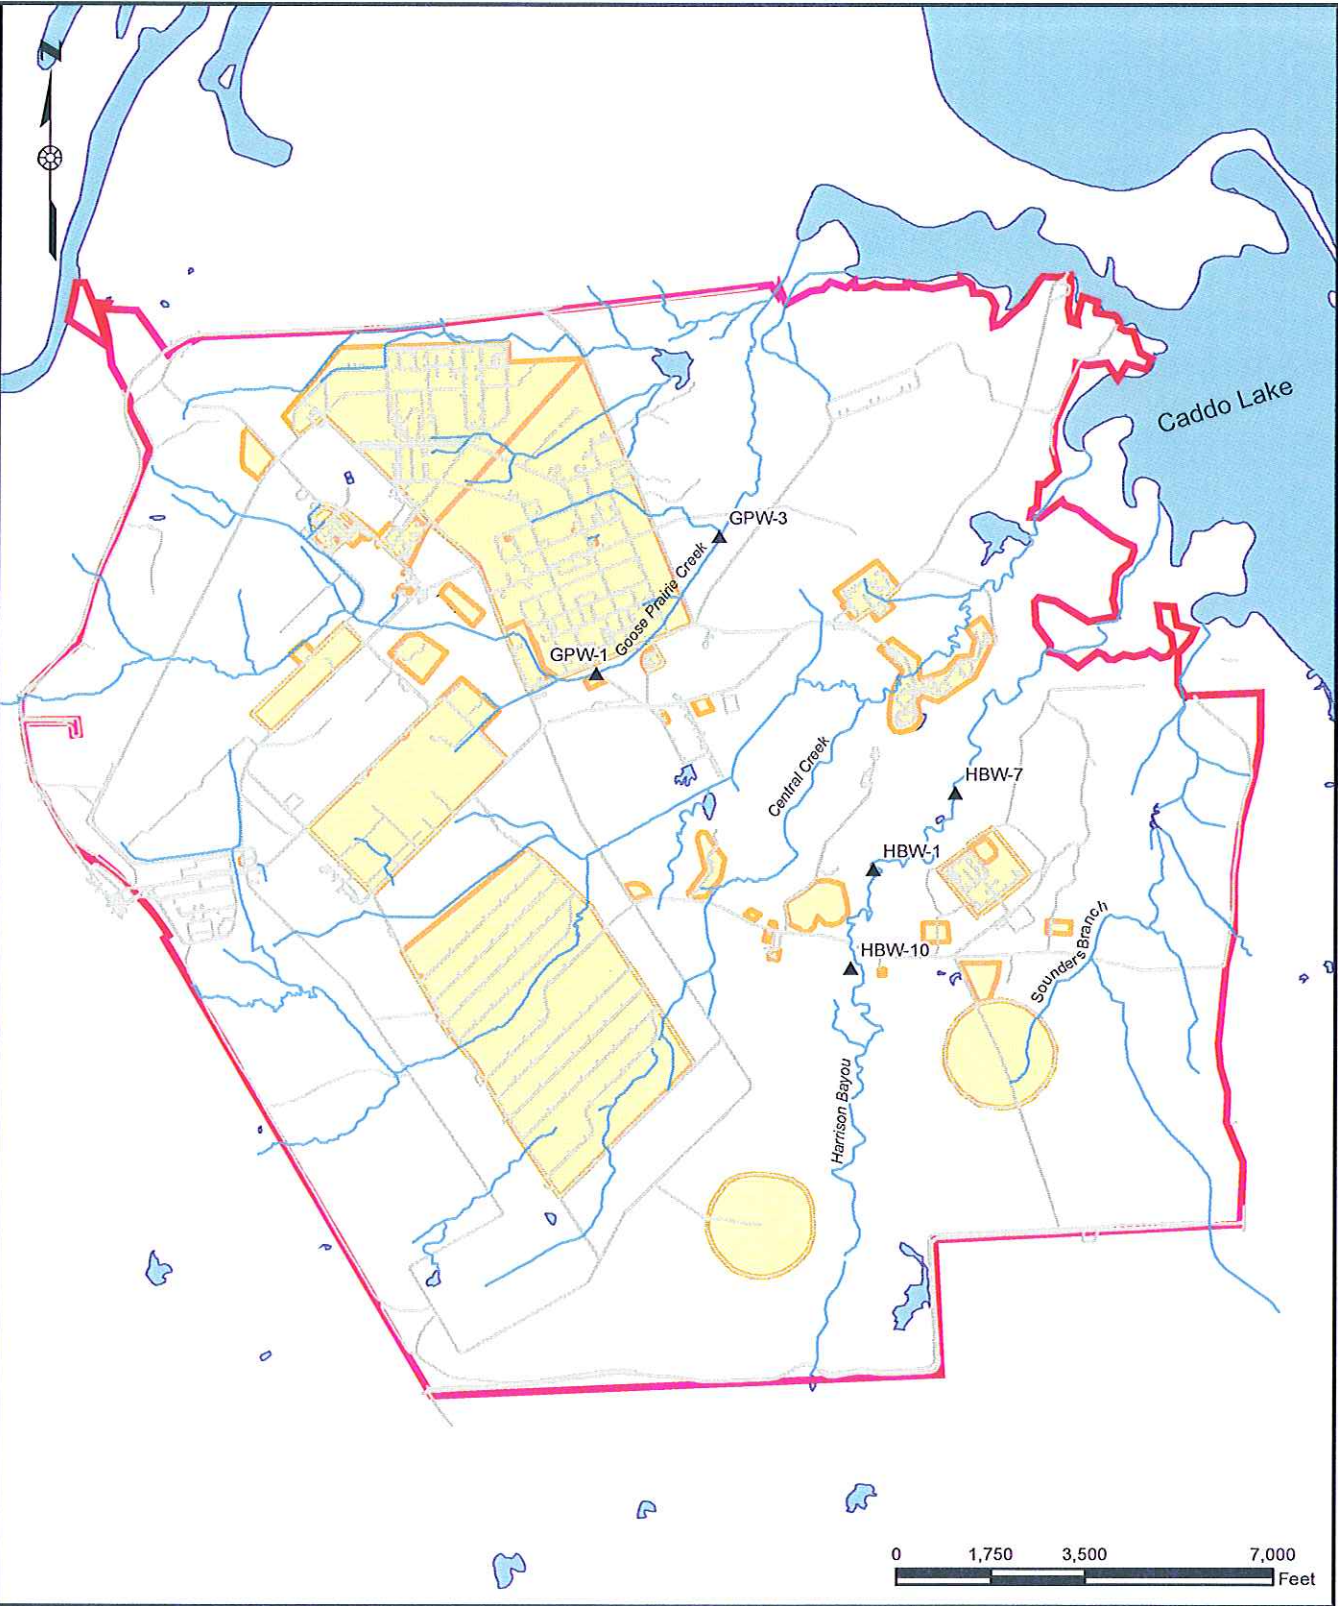 N
Caddo Lake
GPW-3
Goose Prairie Creek
GPW-1
Central Creek
HBW-7
HBW-1
Sounders Branch
HBW-10
Harrison Bayou
0 1,750 3,500 7,000
Feet